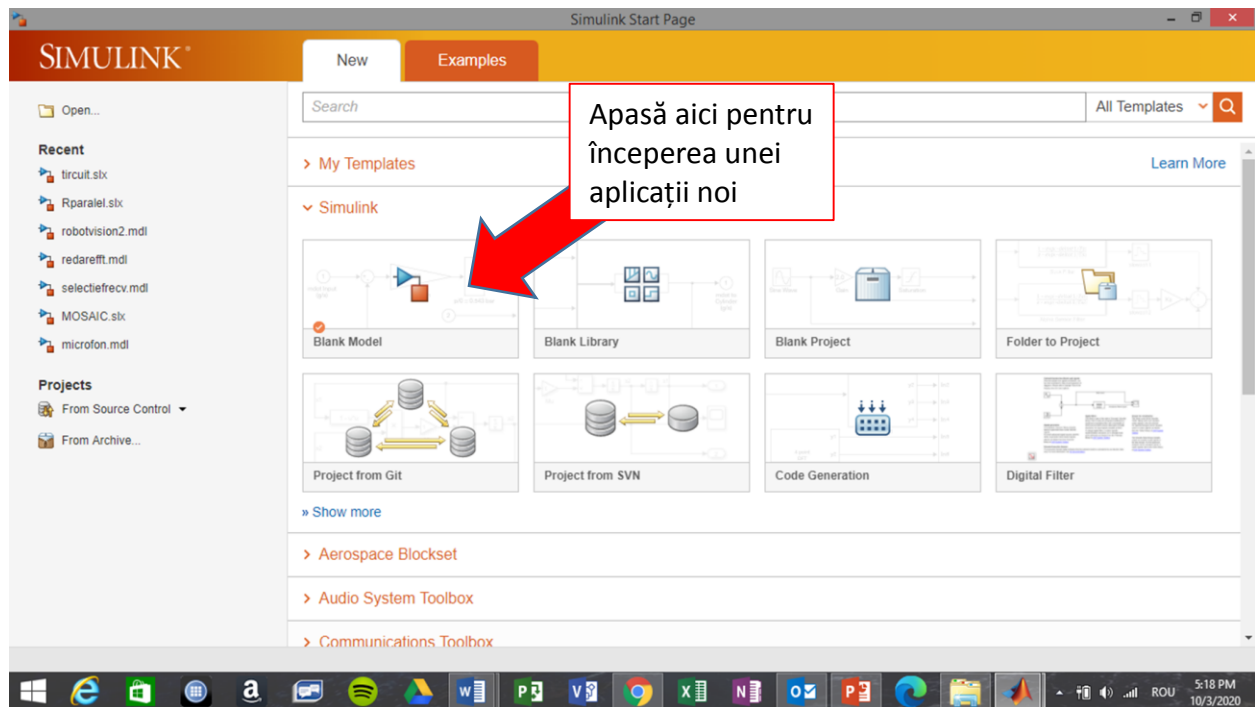 Simulink Start Page
SIMULINK®
New
Examples
Open...
Recent
tircuit.slx
Rparalel.slx
robotvision2.mdl
redarefft.mdl
selectiefrecv.mdl
MOSAIC.slx
microfon.mdl
Projects
From Source Control
From Archive...
Search
All Templates
Apasă aici pentru
începerea unei
aplicații noi
My Templates
Learn More
Simulink
Blank Model
Blank Library
Blank Project
Folder to Project
Project from Git
Project from SVN
Code Generation
Digital Filter
» Show more
Aerospace Blockset
Audio System Toolbox
Communications Toolbox
ROU
5:18 PM
10/3/2020